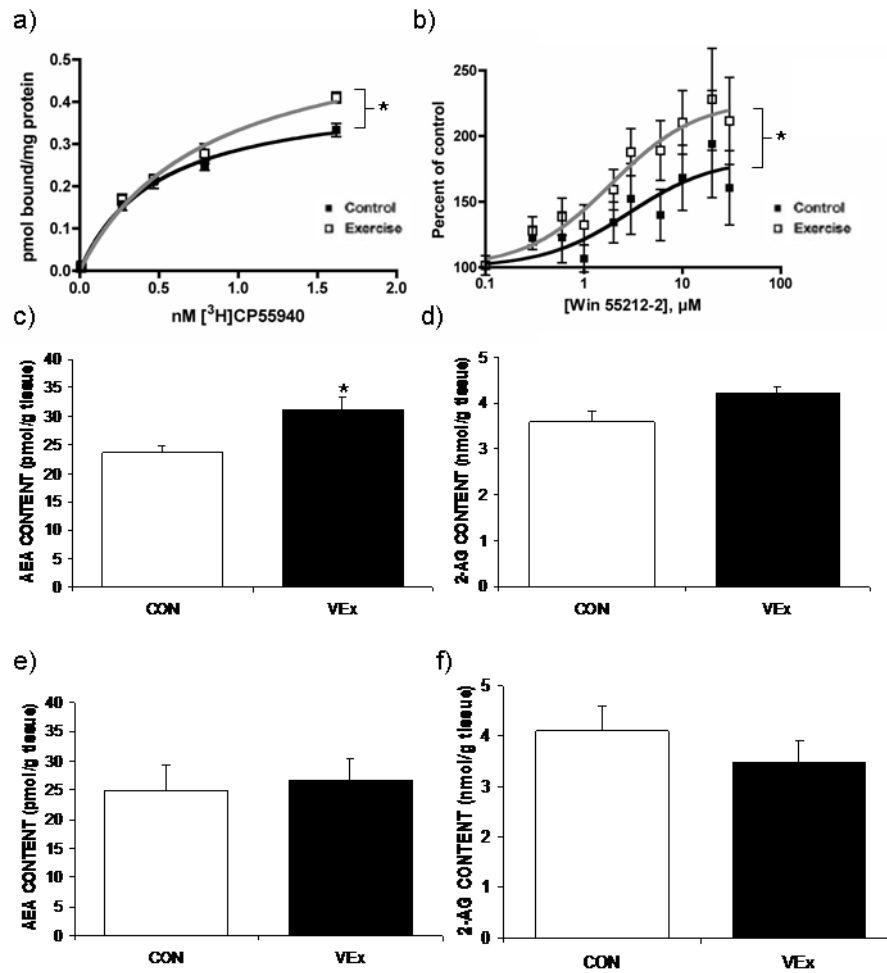 a)
pmol bound/mg protein
0.5
0.4
0.3
0.2
0.1
0.0
*
Control
Exercise
0.0 0.5 1.0 1.5 2.0
nM [³H]CP55940
b)
Percent of control
250
200
150
100
*
Control
Exercise
0.1 1 10 100
[Win 55212-2], µM
c)
AEA CONTENT (pmol/g tissue)
40
35
30
25
20
15
10
5
0
*
CON VEx
d)
2-AG CONTENT (nmol/g tissue)
5
4
3
2
1
0
CON VEx
e)
AEA CONTENT (pmol/g tissue)
40
35
30
25
20
15
10
5
0
CON VEx
f)
2-AG CONTENT (nmol/g tissue)
5
4
3
2
1
0
CON VEx